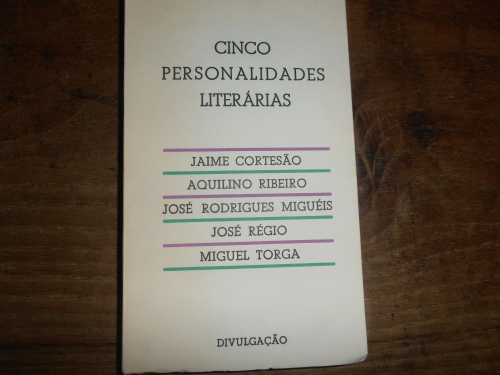 CINCO
PERSONALIDADES
LITERÁRIAS
JAIME CORTESÃO
AQUILINO RIBEIRO
JOSÉ RODRIGUES MIGUÉIS
JOSÉ RÉGIO
MIGUEL TORGA
DIVULGAÇÃO